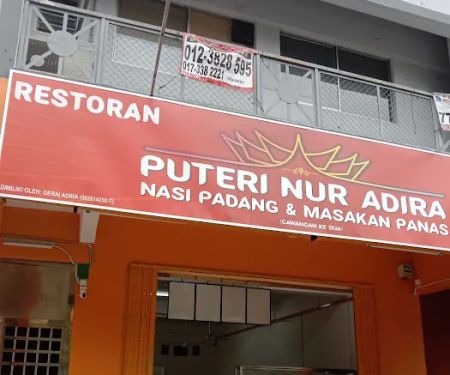 012-3828 595
017-338 2221
RESTORAN
PUTERI NUR ADIRA
NASI PADANG & MASAKAN PANAS
(CAWANGAN KE DUA)
DIMILIKI OLEH: GERAI ADIRA (002614250-T)